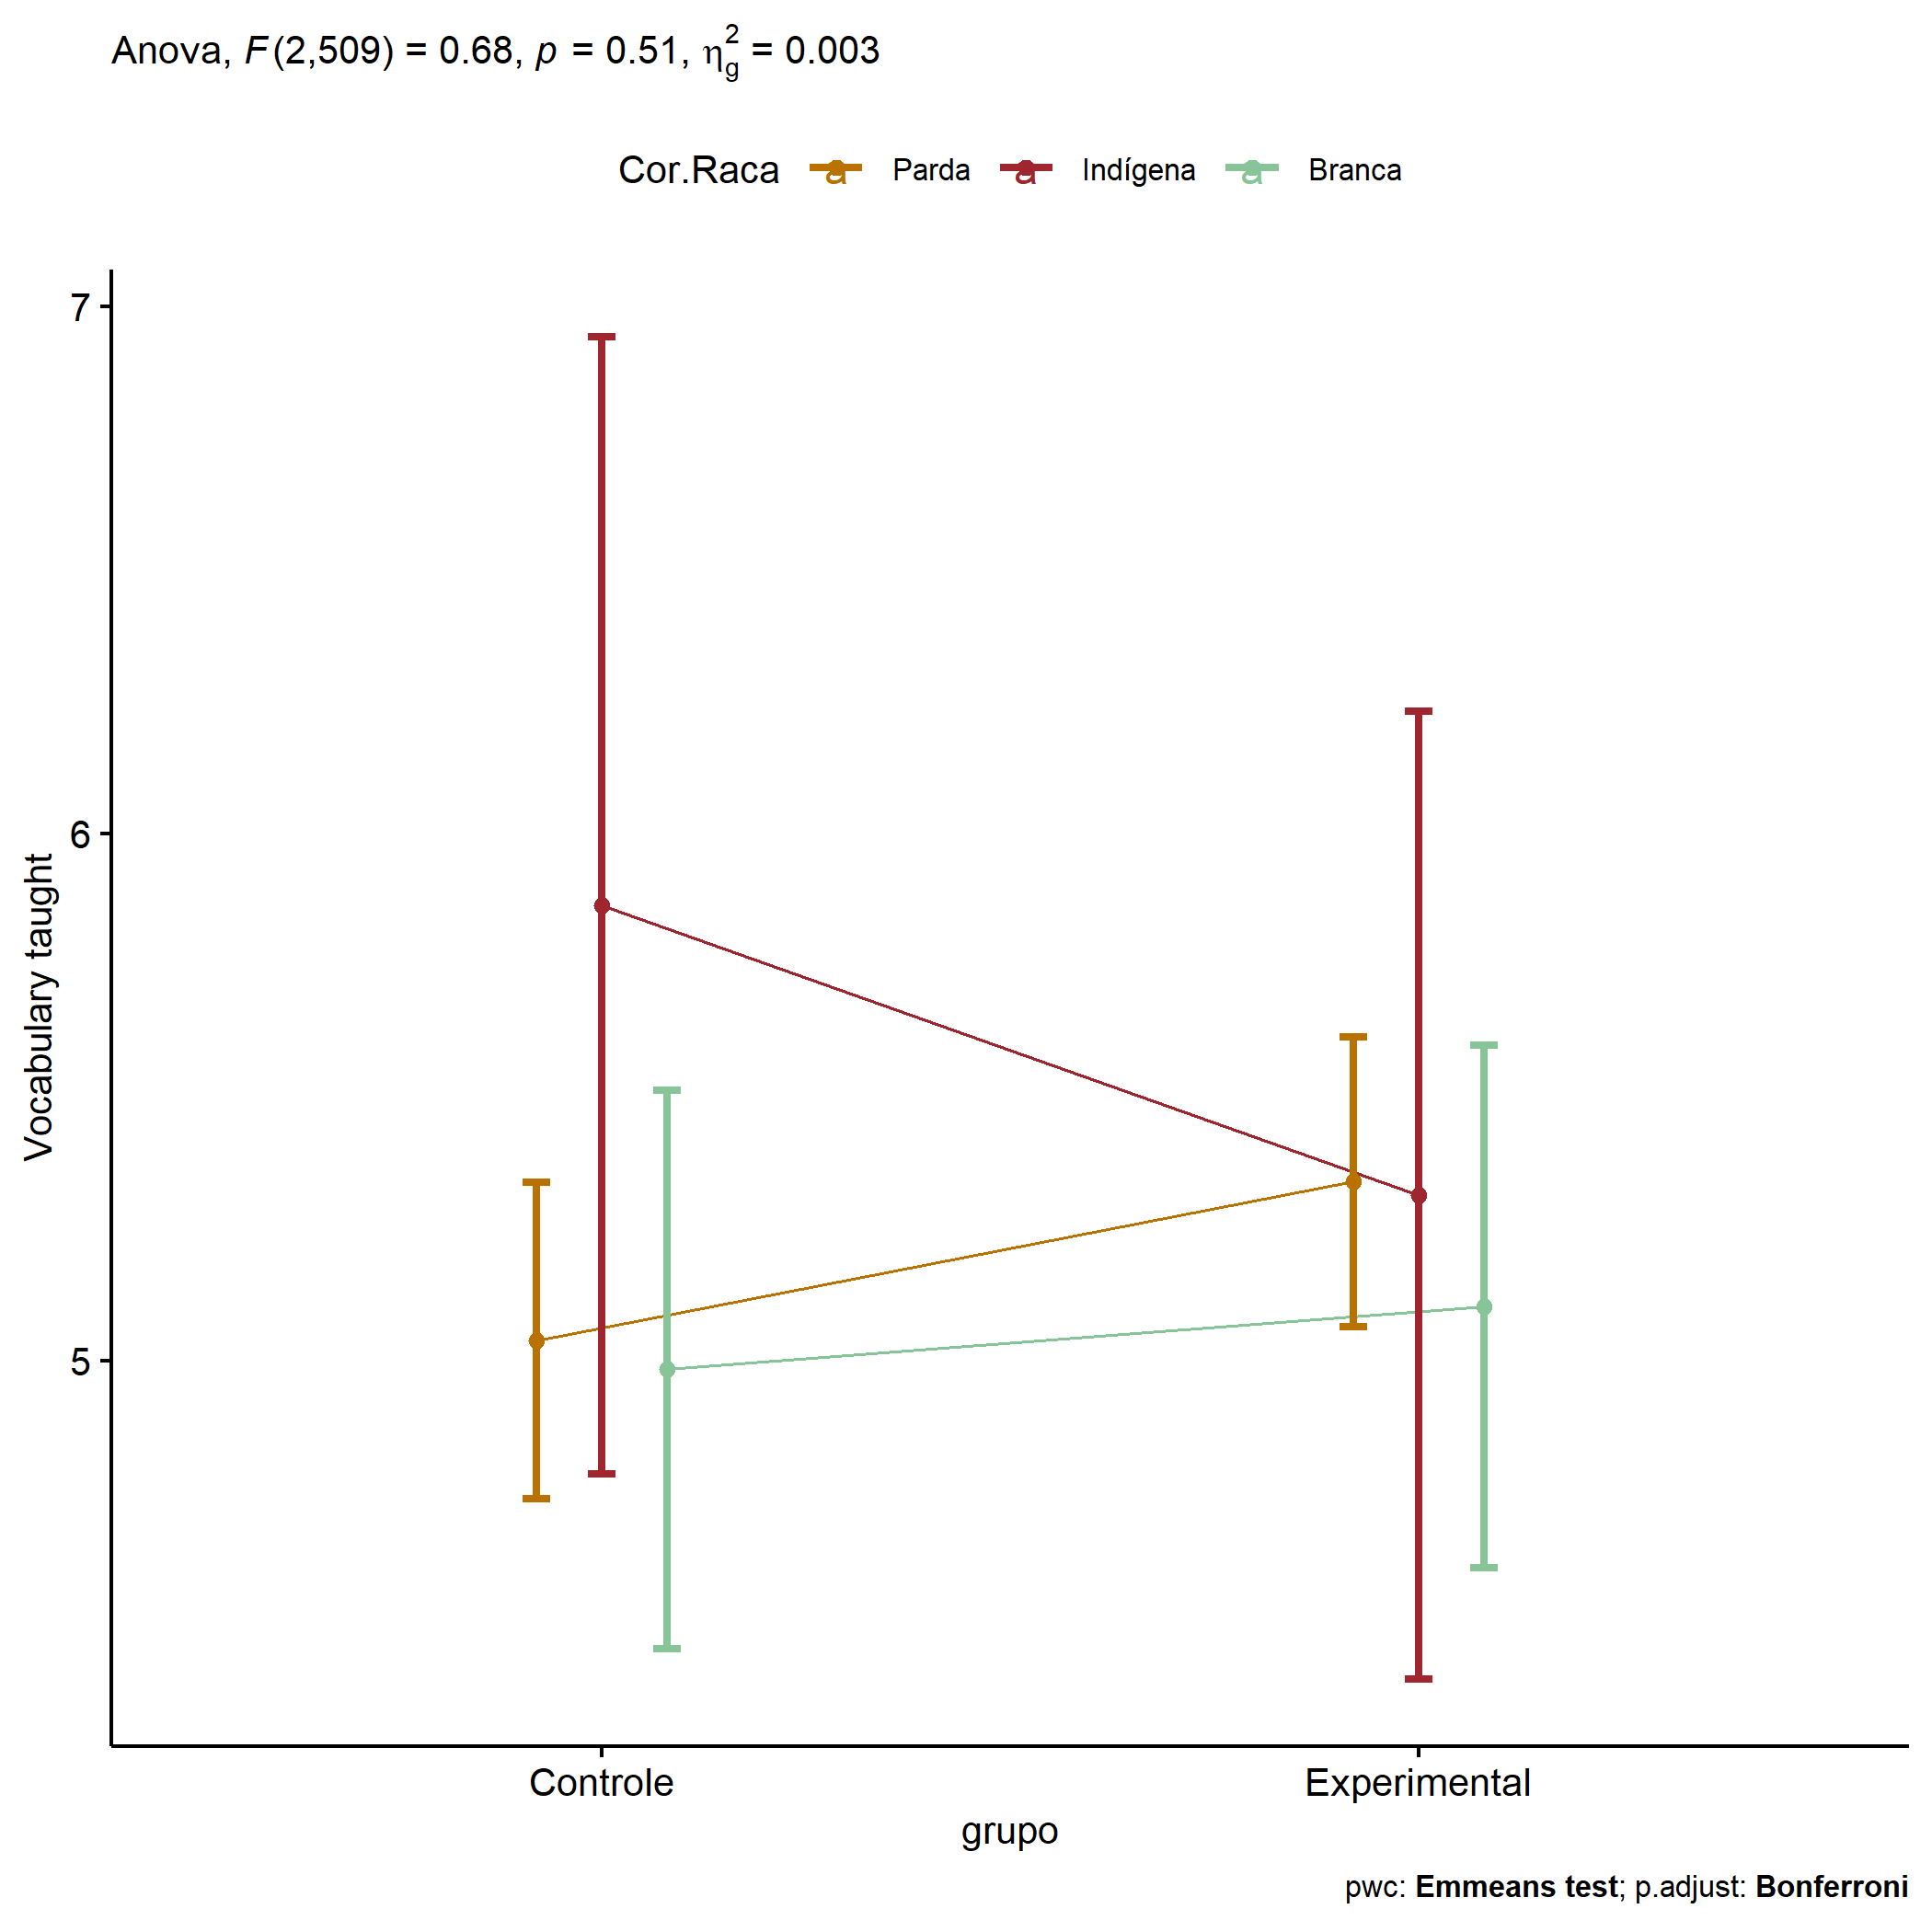 Anova, F(2,509) = 0.68, p = 0.51, η²g = 0.003
Cor.Raca a Parda a Indígena a Branca
7
6
5
Vocabulary taught
Controle Experimental
grupo
pwc: Emmeans test; p.adjust: Bonferroni